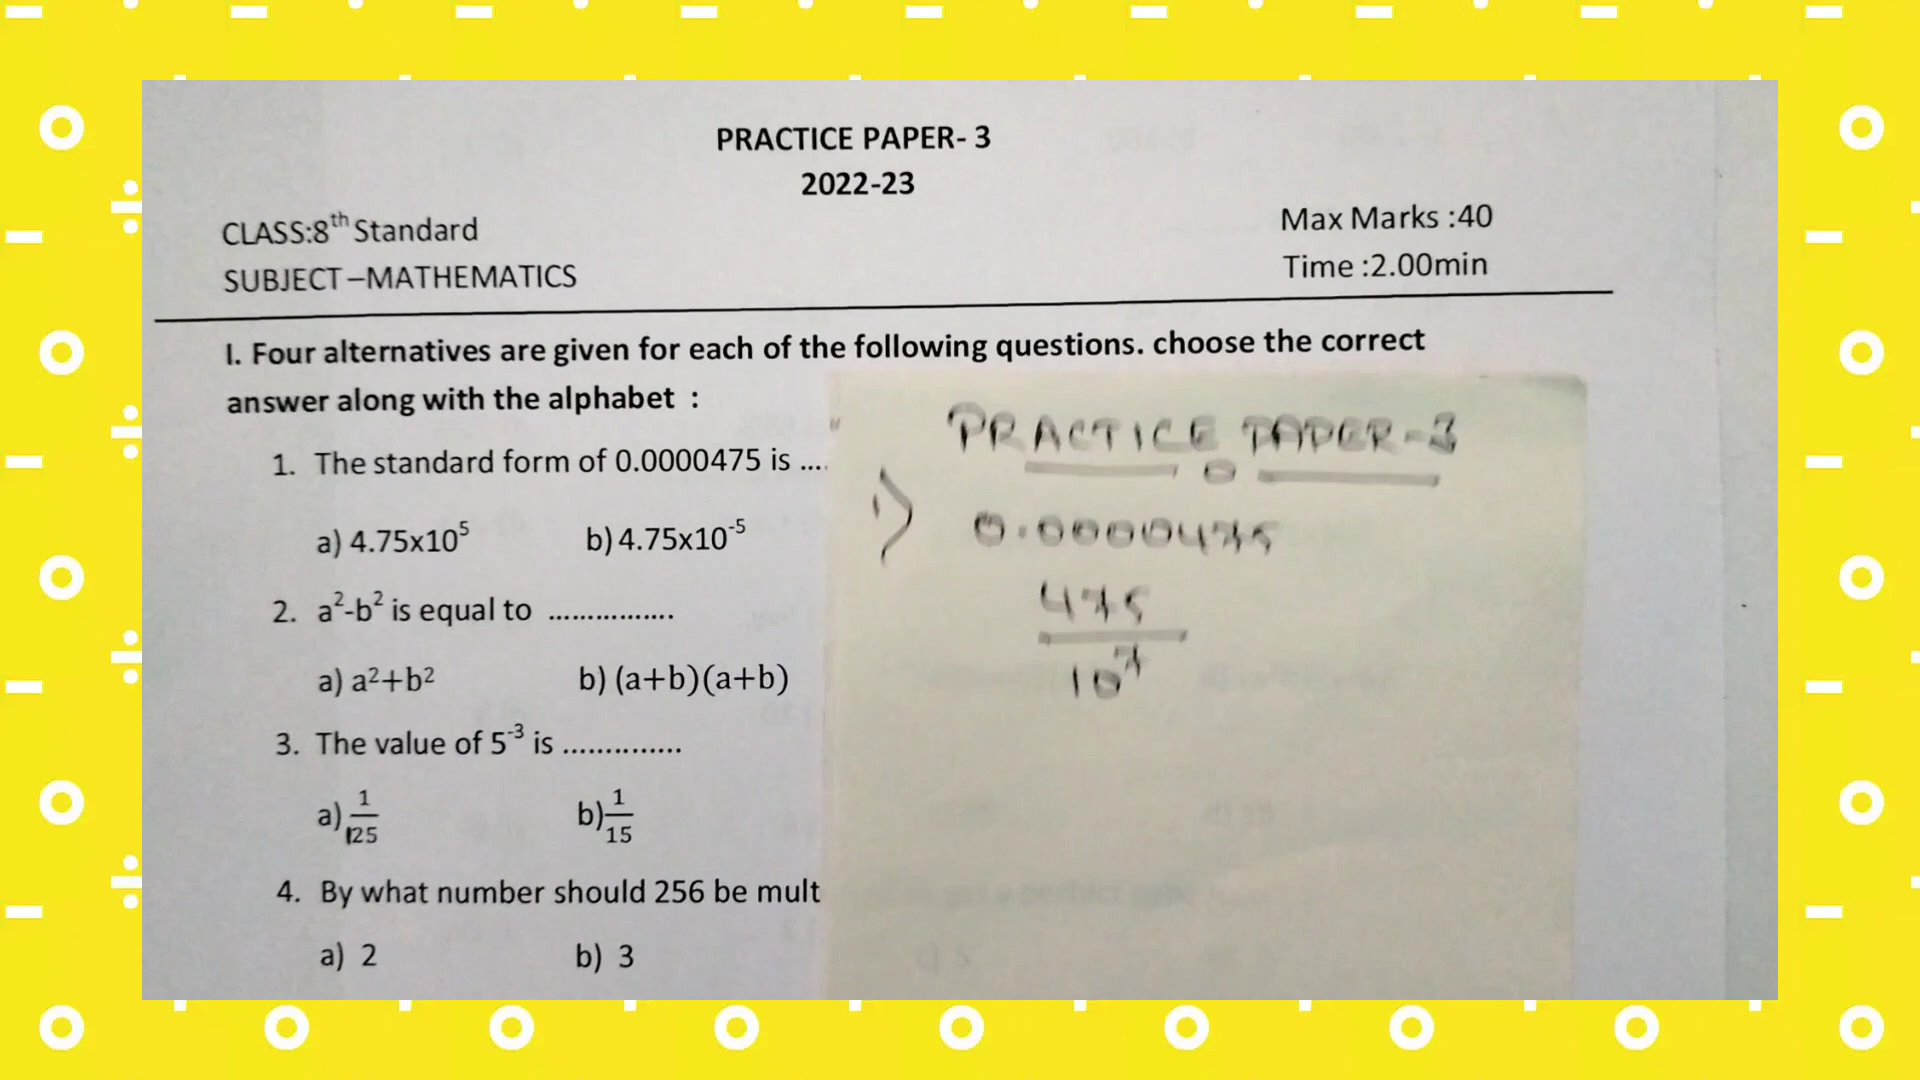 PRACTICE PAPER- 3
2022-23
CLASS:8th Standard
Max Marks :40
SUBJECT –MATHEMATICS
Time :2.00min
I. Four alternatives are given for each of the following questions. choose the correct
answer along with the alphabet :
1. The standard form of 0.0000475 is ....
a) 4.75x10⁵ b) 4.75x10⁻⁵
2. a²-b² is equal to ...............
a) a²+b² b) (a+b)(a+b)
3. The value of 5⁻³ is ..............
a) 1/125 b) 1/15
4. By what number should 256 be mult
a) 2 b) 3
PRACTICE PAPER-3
1)
0.0000475
475
10⁷